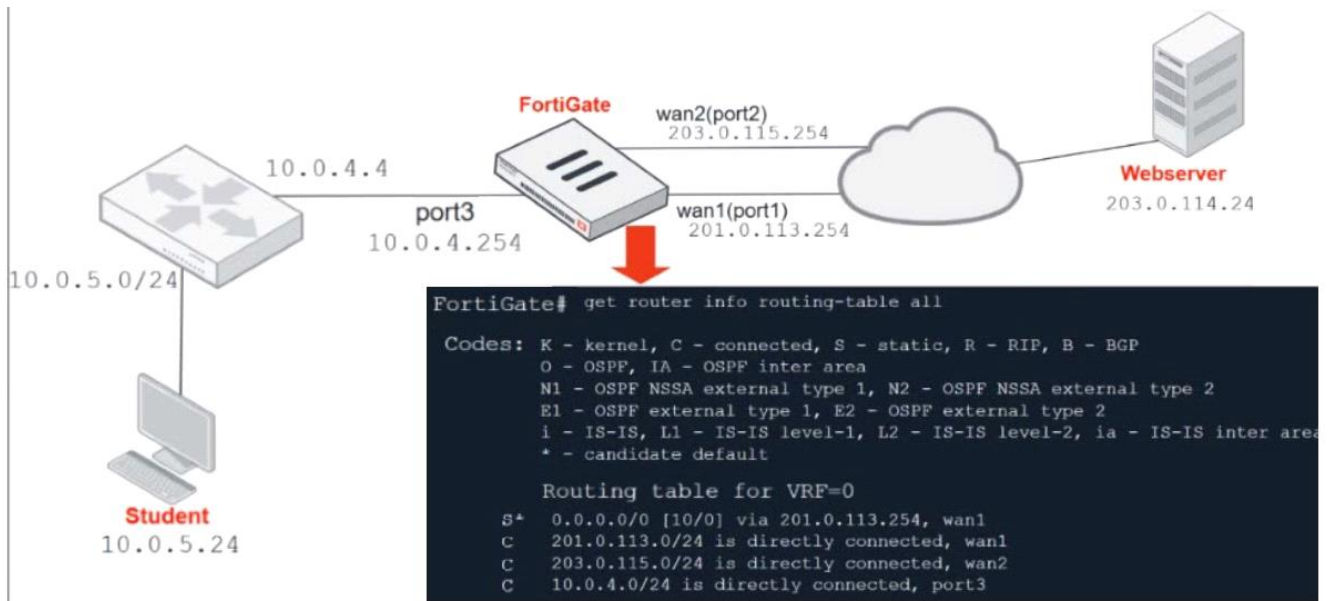 FortiGate
wan2(port2)
203.0.115.254
10.0.4.4
Webserver
203.0.114.24
port3
10.0.4.254
wan1(port1)
201.0.113.254
10.0.5.0/24
FortiGate# get router info routing-table all
Codes: K - kernel, C - connected, S - static, R - RIP, B - BGP
O - OSPF, IA - OSPF inter area
N1 - OSPF NSSA external type 1, N2 - OSPF NSSA external type 2
E1 - OSPF external type 1, E2 - OSPF external type 2
i - IS-IS, L1 - IS-IS level-1, L2 - IS-IS level-2, ia - IS-IS inter area
* - candidate default
Routing table for VRF=0
S* 0.0.0.0/0 [10/0] via 201.0.113.254, wan1
C 201.0.113.0/24 is directly connected, wan1
C 203.0.115.0/24 is directly connected, wan2
C 10.0.4.0/24 is directly connected, port3
Student
10.0.5.24